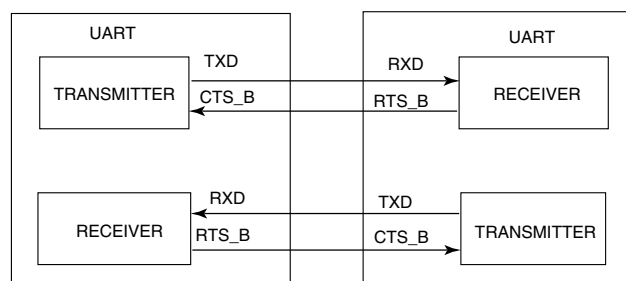 UART UART
TXD RXD
TRANSMITTER CTS_B RTS_B RECEIVER
RXD TXD
RECEIVER RTS_B CTS_B TRANSMITTER